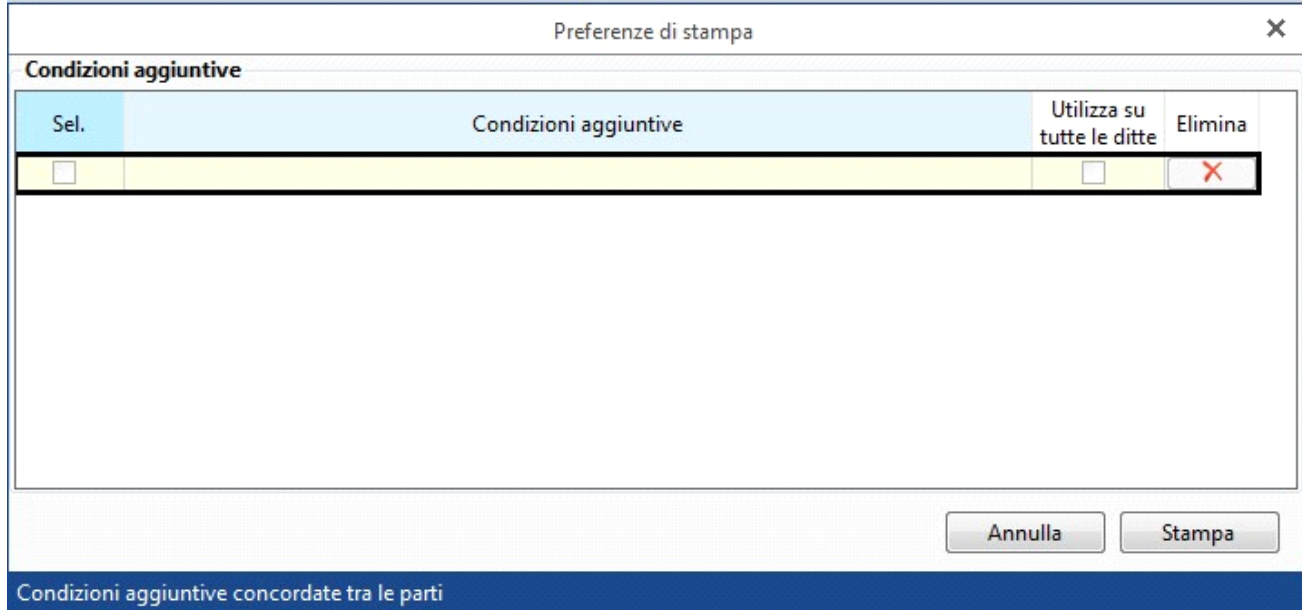 Preferenze di stampa
Condizioni aggiuntive
Sel.
Condizioni aggiuntive
Utilizza su
tutte le ditte
Elimina
Annulla
Stampa
Condizioni aggiuntive concordate tra le parti